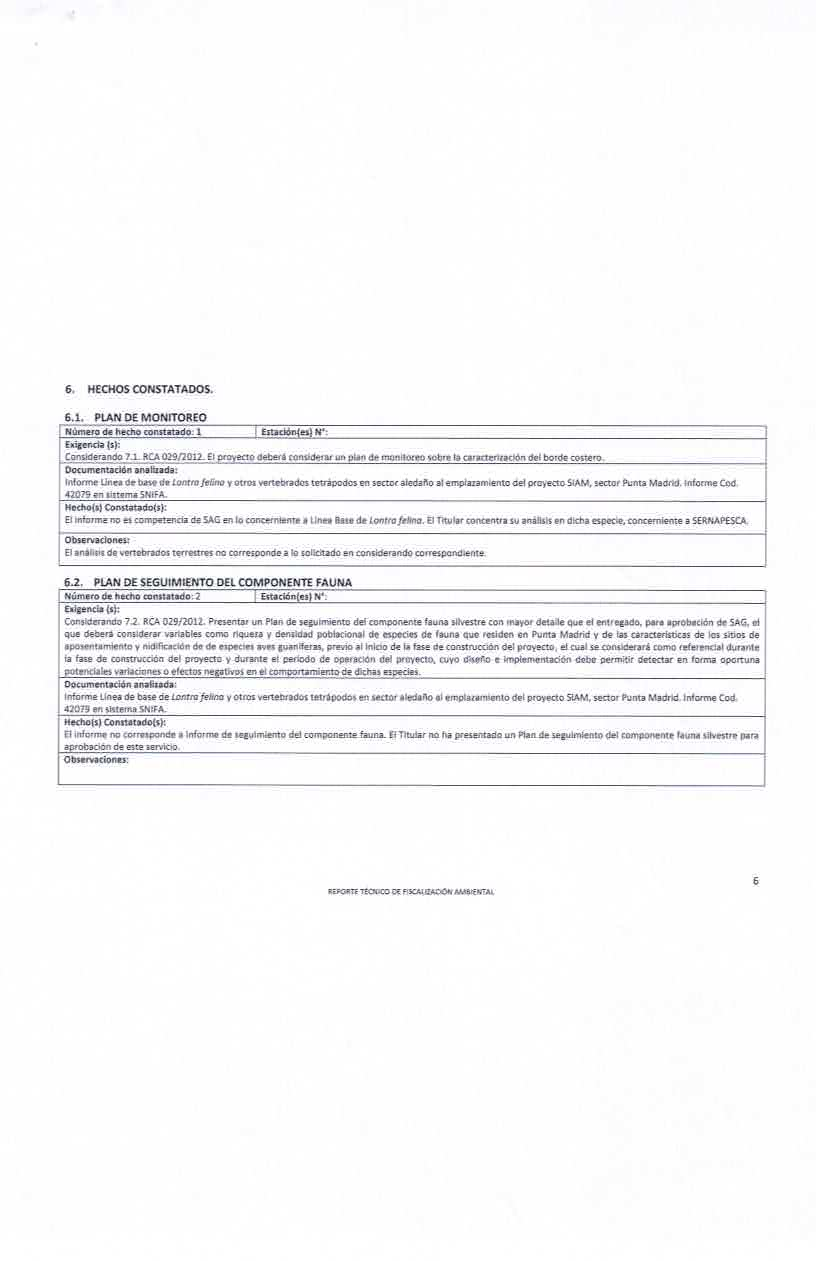 6. HECHOS CONSTATADOS.
6.1. PLAN DE MONITOREO
Número de hecho constatado: 1 Estación(es) N°:
Exigencia (s):
Considerando 7.1. RCA 029/2012. El proyecto deberá considerar un plan de monitoreo sobre la caracterización del borde costero.
Documentación analizada:
Informe Línea de base de Lontra felina y otros vertebrados tetrápodos en sector aledaño al emplazamiento del proyecto SIAM, sector Punta Madrid. Informe Cod.
42079 en sistema SNIFA.
Hecho(s) Constatado(s):
El informe no es competencia de SAG en lo concerniente a Línea Base de Lontra felina. El Titular concentra su análisis en dicha especie, concerniente a SERNAPESCA.
Observaciones:
El análisis de vertebrados terrestres no corresponde a lo solicitado en considerando correspondiente.
6.2. PLAN DE SEGUIMIENTO DEL COMPONENTE FAUNA
Número de hecho constatado: 2 Estación(es) N°:
Exigencia (s):
Considerando 7.2. RCA 029/2012. Presentar un Plan de seguimiento del componente fauna silvestre con mayor detalle que el entregado, para aprobación de SAG, el
que deberá considerar variables como riqueza y densidad poblacional de especies de fauna que residen en Punta Madrid y de las características de los sitios de
aposentamiento y nidificación de de especies aves guaníferas, previo al inicio de la fase de construcción del proyecto, el cual se considerará como referencial durante
la fase de construcción del proyecto y durante el periodo de operación del proyecto, cuyo diseño e implementación debe permitir detectar en forma oportuna
potenciales variaciones o efectos negativos en el comportamiento de dichas especies.
Documentación analizada:
Informe Línea de base de Lontra felina y otros vertebrados tetrápodos en sector aledaño al emplazamiento del proyecto SIAM, sector Punta Madrid. Informe Cod.
42079 en sistema SNIFA.
Hecho(s) Constatado(s):
El informe no corresponde a Informe de seguimiento del componente fauna. El Titular no ha presentado un Plan de seguimiento del componente fauna silvestre para
aprobación de este servicio.
Observaciones:
6
REPORTE TÉCNICO DE FISCALIZACIÓN AMBIENTAL